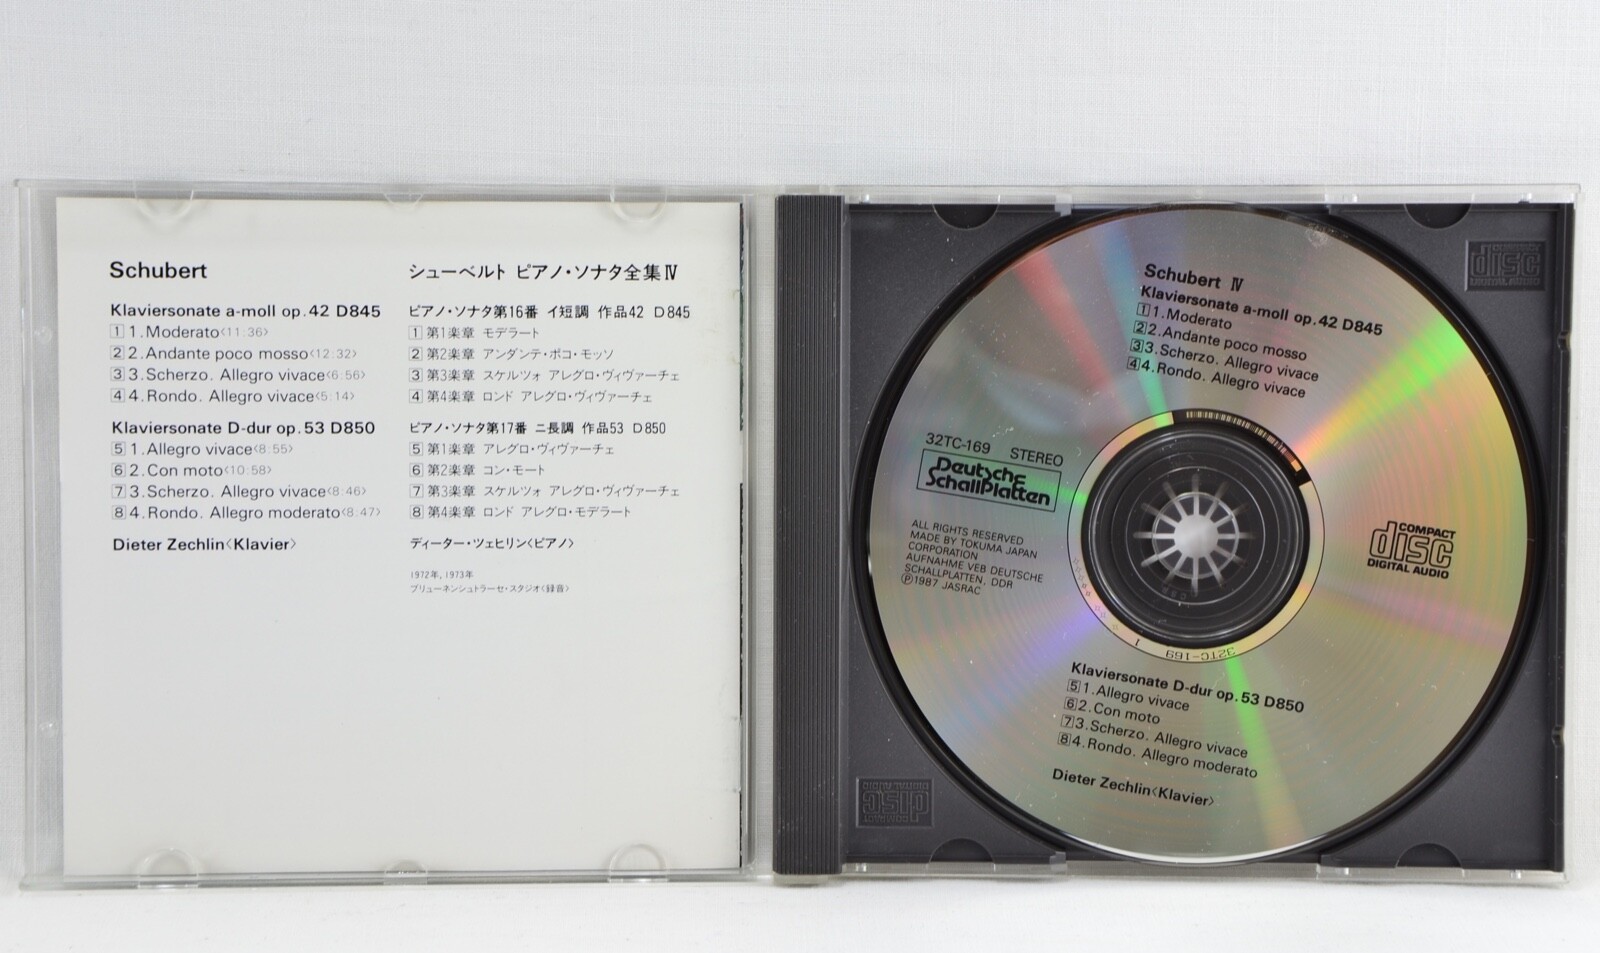 Schubert
Klaviersonate a-moll op. 42 D845
1 1. Moderato〈11:36〉
2 2. Andante poco mosso〈12:32〉
3 3. Scherzo. Allegro vivace〈6:56〉
4 4. Rondo. Allegro vivace〈5:14〉
Klaviersonate D-dur op. 53 D850
5 1. Allegro vivace〈8:55〉
6 2. Con moto〈10:58〉
7 3. Scherzo. Allegro vivace〈8:46〉
8 4. Rondo. Allegro moderato〈8:47〉
Dieter Zechlin〈Klavier〉
シューベルト ピアノ・ソナタ全集Ⅳ
ピアノ・ソナタ第16番 イ短調 作品42 D845
1 第1楽章 モデラート
2 第2楽章 アンダンテ・ポコ・モッソ
3 第3楽章 スケルツォ アレグロ・ヴィヴァーチェ
4 第4楽章 ロンド アレグロ・ヴィヴァーチェ
ピアノ・ソナタ第17番 ニ長調 作品53 D850
5 第1楽章 アレグロ・ヴィヴァーチェ
6 第2楽章 コン・モート
7 第3楽章 スケルツォ アレグロ・ヴィヴァーチェ
8 第4楽章 ロンド アレグロ・モデラート
ディーター・ツェヒリン〈ピアノ〉
1972年, 1973年
ブリューネンシュトラーセ・スタジオ〈録音〉
Schubert Ⅳ
Klaviersonate a-moll op. 42 D845
1 1. Moderato
2 2. Andante poco mosso
3 3. Scherzo. Allegro vivace
4 4. Rondo. Allegro vivace
32TC-169 STEREO
Deutsche
SchallPlatten
ALL RIGHTS RESERVED
MADE BY TOKUMA JAPAN
CORPORATION
AUFNAHME VEB DEUTSCHE
SCHALLPLATTEN, DDR
Ⓟ1987 JASRAC
COMPACT
disc
DIGITAL AUDIO
32TC-169 1
Klaviersonate D-dur op. 53 D850
5 1. Allegro vivace
6 2. Con moto
7 3. Scherzo. Allegro vivace
8 4. Rondo. Allegro moderato
Dieter Zechlin〈Klavier〉
COMPACT
disc
DIGITAL AUDIO
COMPACT
disc
DIGITAL AUDIO